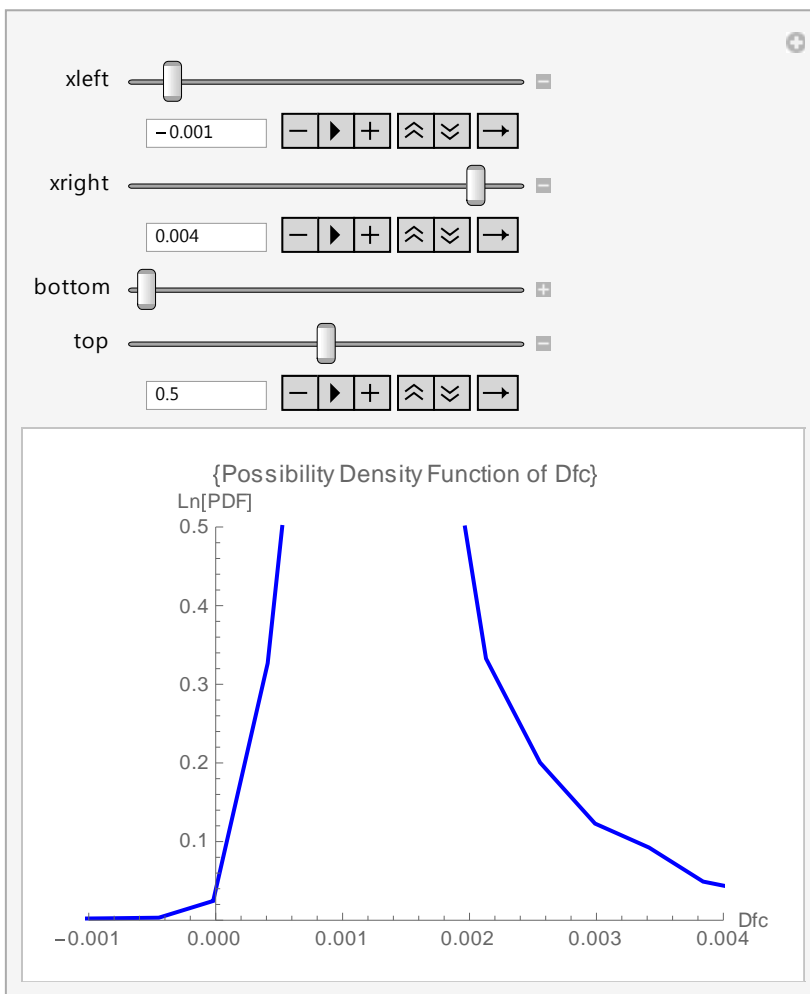 xleft
−0.001
xright
0.004
bottom
top
0.5
{Possibility Density Function of Dfc}
Ln[PDF]
0.5
0.4
0.3
0.2
0.1
Dfc
−0.001 0.000 0.001 0.002 0.003 0.004